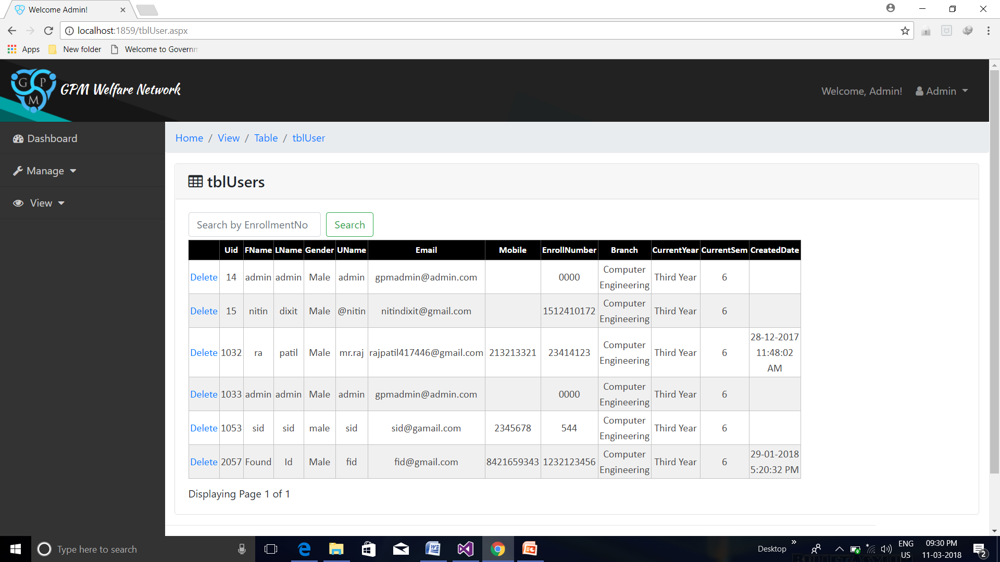 Welcome Admin!
localhost:1859/tblUser.aspx
Apps New folder Welcome to Governm
G P M
GPM Welfare Network
Welcome, Admin! Admin
Dashboard
Manage
View
Home / View / Table / tblUser
tblUsers
Search by EnrollmentNo Search
Uid FName LName Gender UName Email Mobile EnrollNumber Branch CurrentYear CurrentSem CreatedDate
Delete 14 admin admin Male admin gpmadmin@admin.com 0000 Computer Engineering Third Year 6
Delete 15 nitin dixit Male @nitin nitindixit@gmail.com 1512410172 Computer Engineering Third Year 6
Delete 1032 ra patil Male mr.raj rajpatil417446@gmail.com 213213321 23414123 Computer Engineering Third Year 6 28-12-2017 11:48:02 AM
Delete 1033 admin admin Male admin gpmadmin@admin.com 0000 Computer Engineering Third Year 6
Delete 1053 sid sid male sid sid@gamail.com 2345678 544 Computer Engineering Third Year 6
Delete 2057 Found Id Male fid fid@gmail.com 8421659343 1232123456 Computer Engineering Third Year 6 29-01-2018 5:20:32 PM
Displaying Page 1 of 1
Type here to search
Desktop
ENG
US
09:30 PM
11-03-2018
2